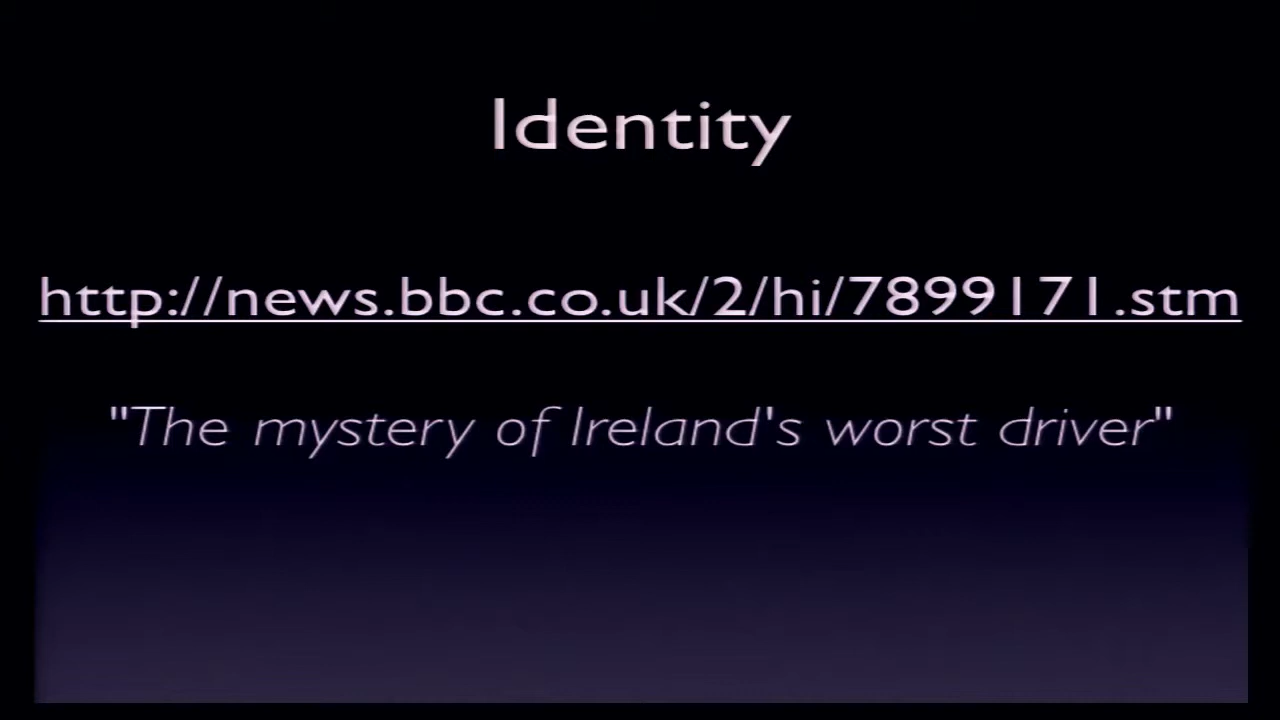 Identity
http://news.bbc.co.uk/2/hi/7899171.stm
"The mystery of Ireland's worst driver"